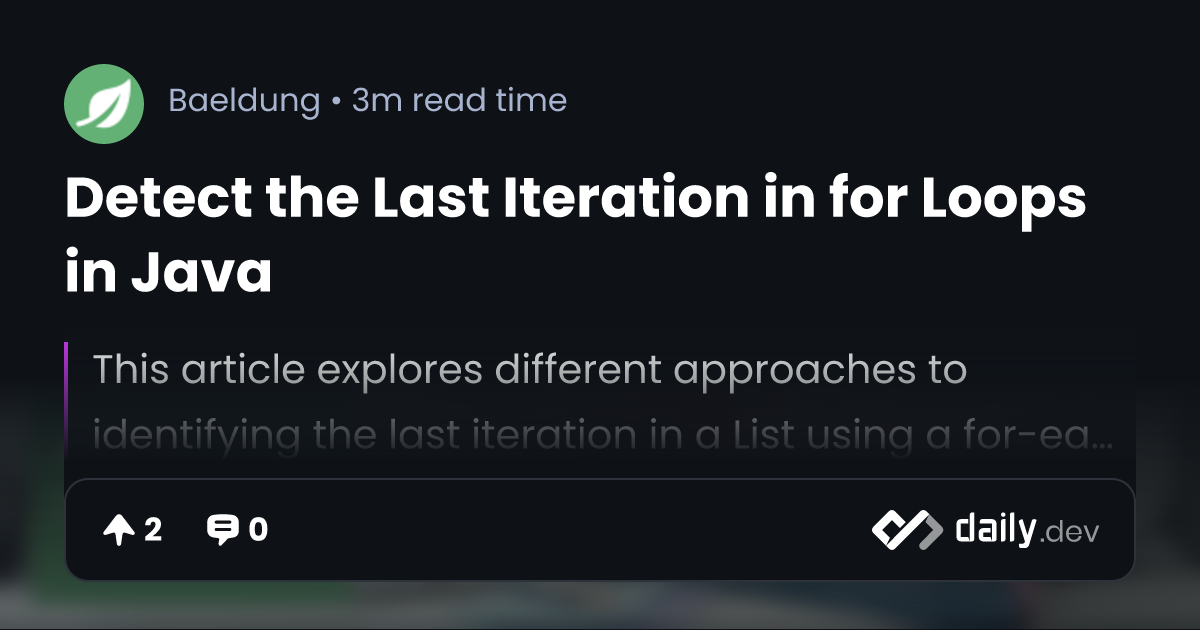 Baeldung • 3m read time
Detect the Last Iteration in for Loops
in Java
This article explores different approaches to
identifying the last iteration in a List using a for-ea...
2 0 daily.dev